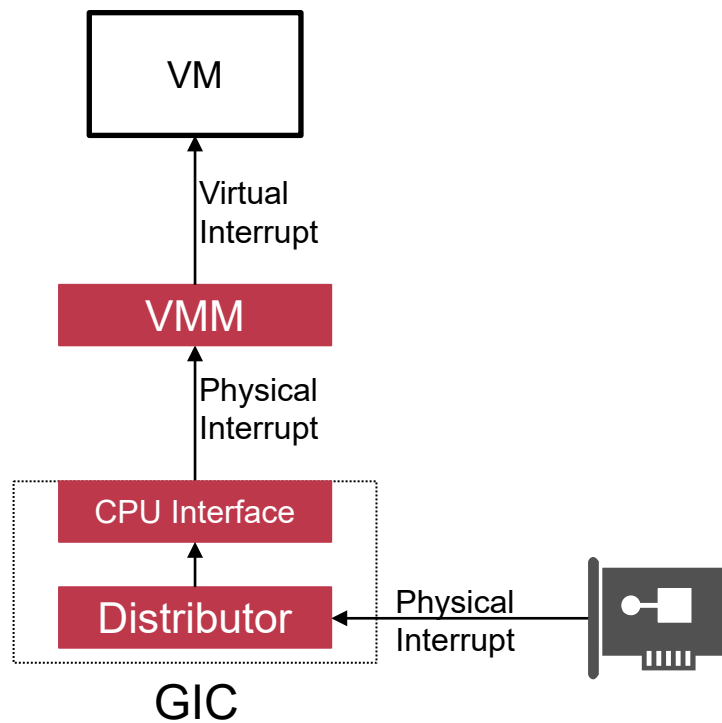 VM
Virtual
Interrupt
VMM
Physical
Interrupt
CPU Interface
Distributor
Physical
Interrupt
GIC